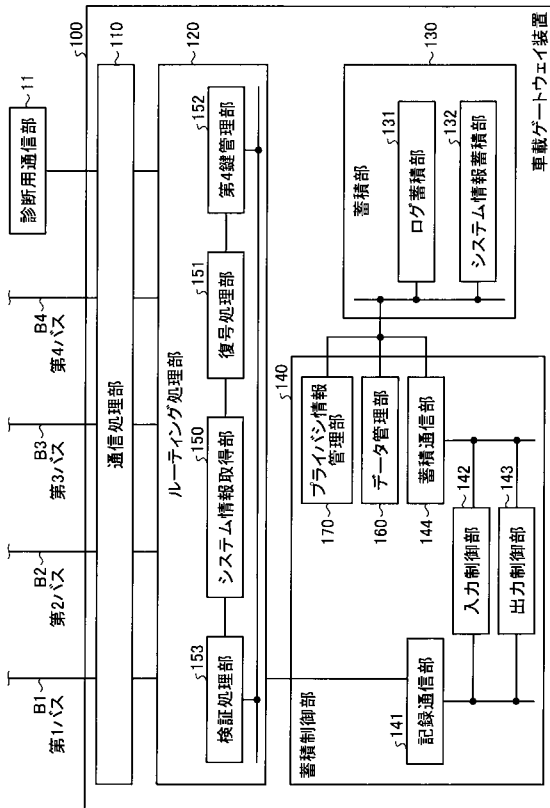 B1
第1バス
B2
第2バス
B3
第3バス
B4
第4バス
診断用通信部
11
100
通信処理部
110
ルーティング処理部
120
検証処理部
153
システム情報取得部
150
復号処理部
151
第4鍵管理部
152
蓄積制御部
140
記録通信部
141
入力制御部
142
出力制御部
143
プライバシ情報
管理部
170
データ管理部
160
蓄積通信部
144
蓄積部
130
ログ蓄積部
131
システム情報蓄積部
132
車載ゲートウェイ装置